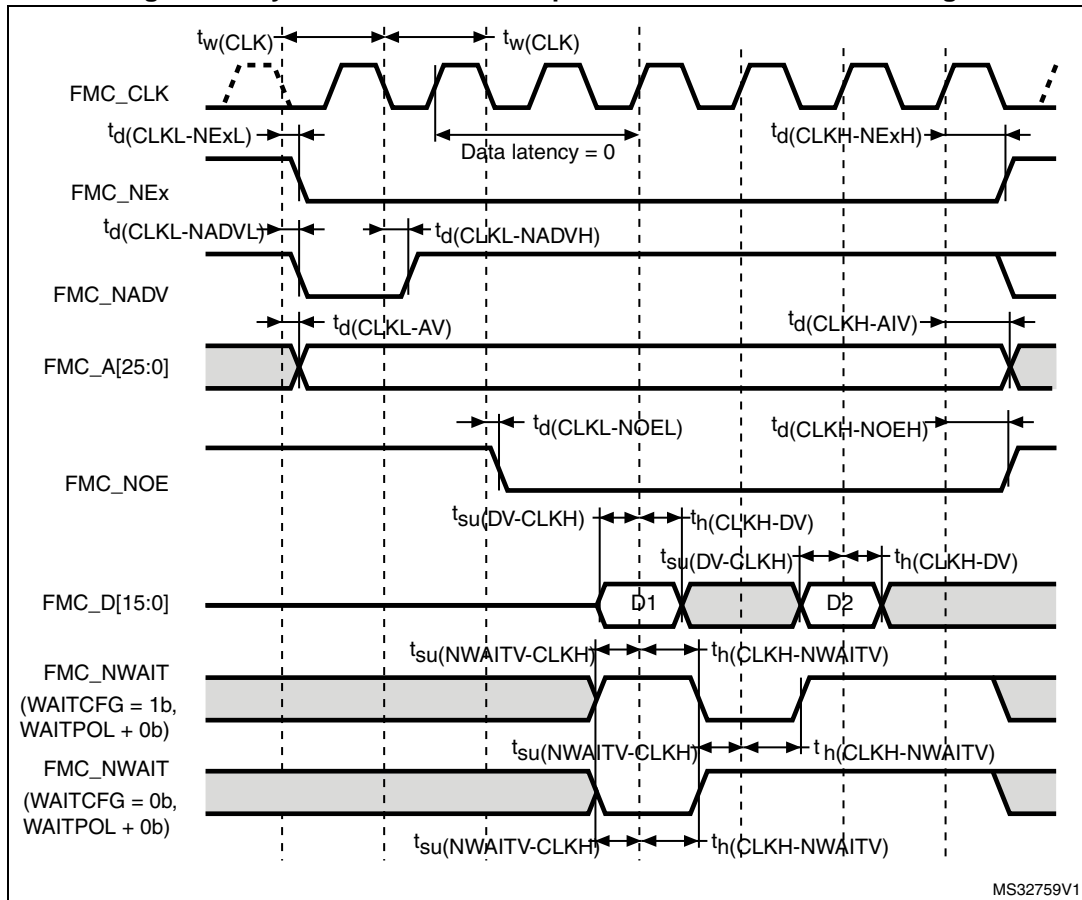 tw(CLK) tw(CLK)
FMC_CLK
td(CLKL-NExL) Data latency = 0 td(CLKH-NExH)
FMC_NEx
td(CLKL-NADVL) td(CLKL-NADVH)
FMC_NADV
td(CLKL-AV) td(CLKH-AIV)
FMC_A[25:0]
td(CLKL-NOEL) td(CLKH-NOEH)
FMC_NOE
tsu(DV-CLKH) th(CLKH-DV)
tsu(DV-CLKH) th(CLKH-DV)
FMC_D[15:0] D1 D2
tsu(NWAITV-CLKH) th(CLKH-NWAITV)
FMC_NWAIT
(WAITCFG = 1b,
WAITPOL + 0b)
tsu(NWAITV-CLKH) th(CLKH-NWAITV)
FMC_NWAIT
(WAITCFG = 0b,
WAITPOL + 0b)
tsu(NWAITV-CLKH) th(CLKH-NWAITV)
MS32759V1